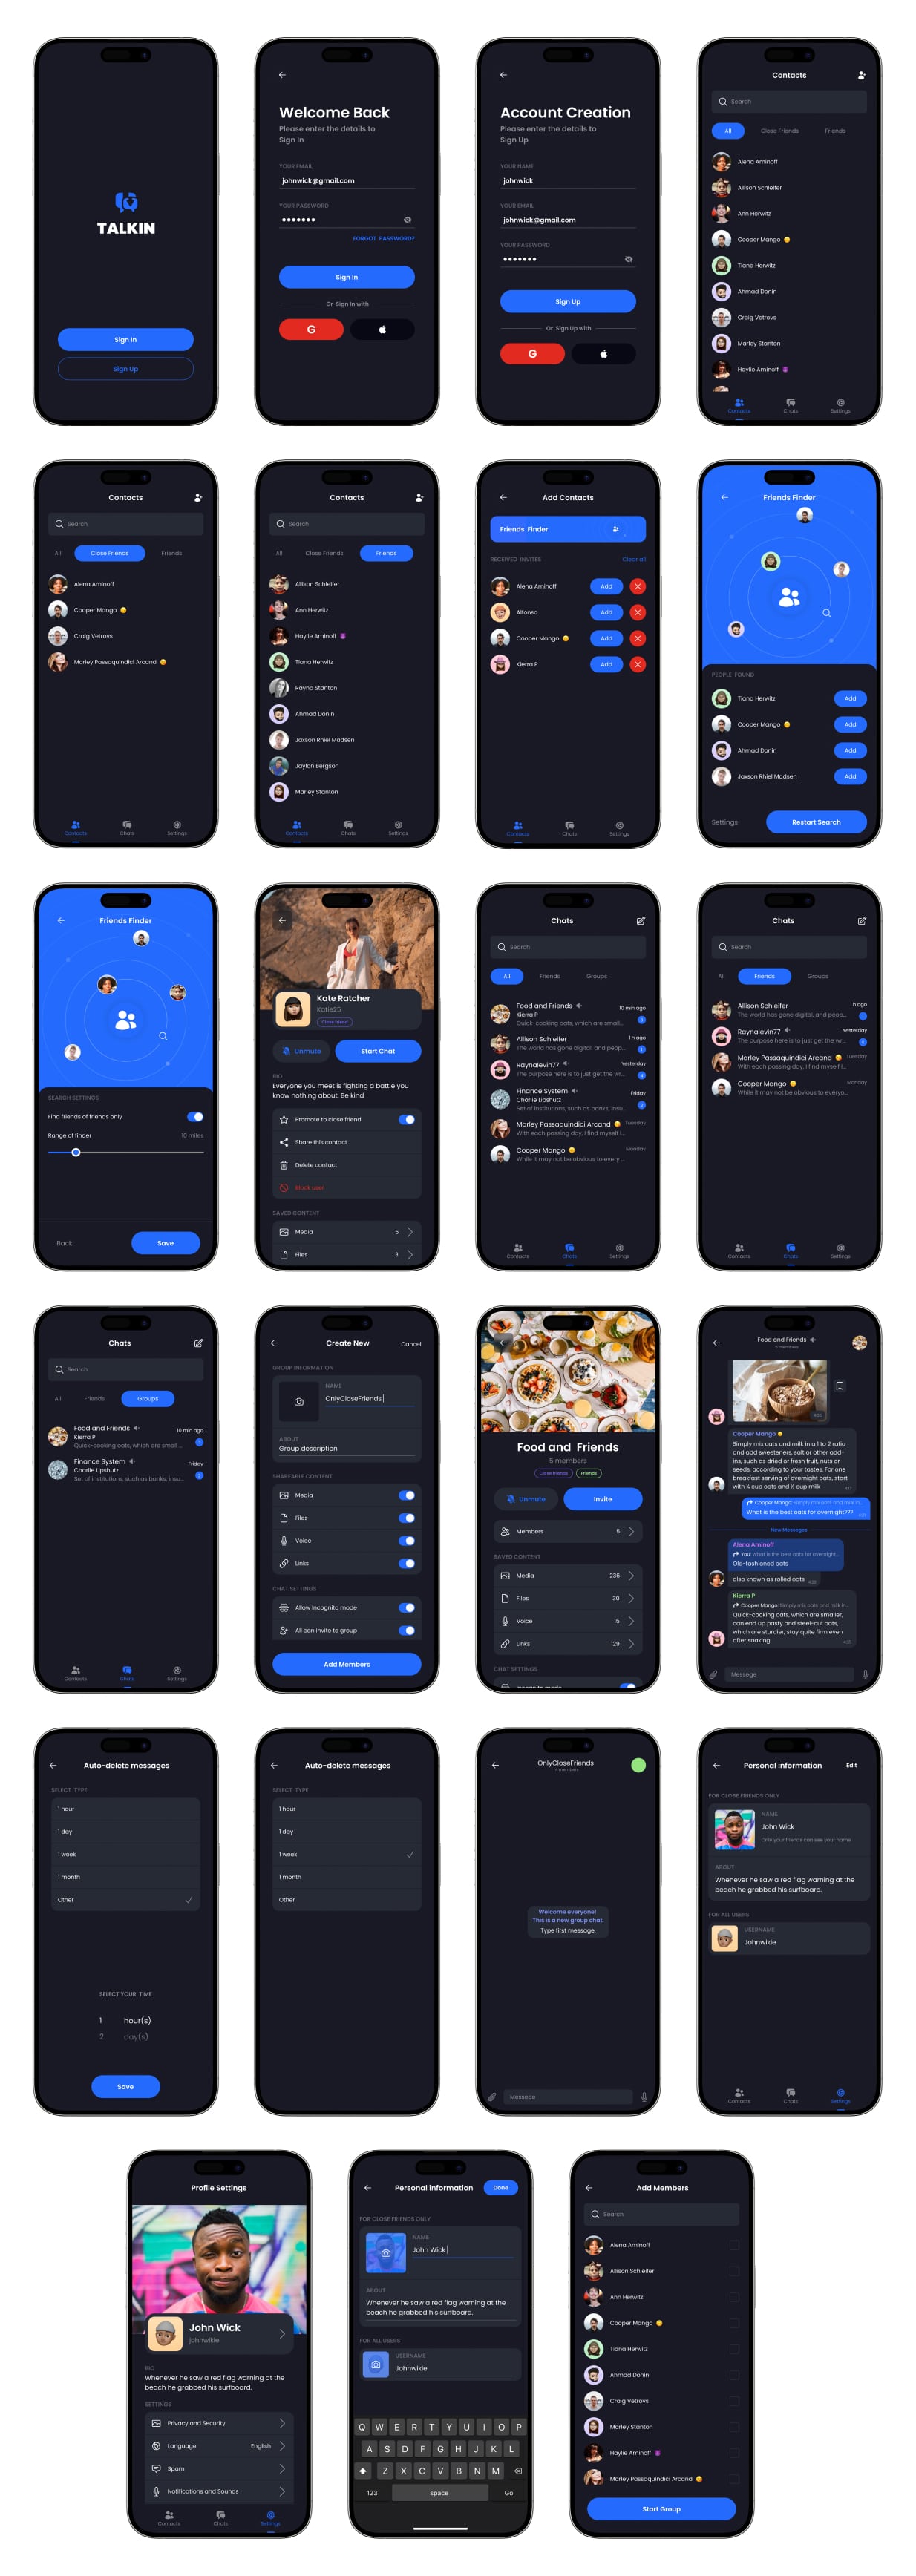 TALKIN
Sign In
Sign Up
Welcome Back
Please enter the details to
Sign In
YOUR EMAIL
johnwick@gmail.com
YOUR PASSWORD
FORGOT PASSWORD?
Sign In
Or Sign In with
G
Account Creation
Please enter the details to
Sign Up
YOUR NAME
johnwick
YOUR EMAIL
johnwick@gmail.com
YOUR PASSWORD
Sign Up
Or Sign Up with
G
Contacts
Search
All Close Friends Friends
Alena Aminoff
Allison Schleifer
Ann Herwitz
Cooper Mango 😊
Tiana Herwitz
Ahmad Donin
Craig Vetrovs
Marley Stanton
Haylie Aminoff 😈
Contacts Chats Settings
Contacts
Search
All Close Friends Friends
Alena Aminoff
Cooper Mango 😊
Craig Vetrovs
Marley Passaquindici Arcand 😜
Contacts Chats Settings
Contacts
Search
All Close Friends Friends
Allison Schleifer
Ann Herwitz
Haylie Aminoff 😈
Tiana Herwitz
Rayna Stanton
Ahmad Donin
Jaxson Rhiel Madsen
Jaylon Bergson
Marley Stanton
Contacts Chats Settings
Add Contacts
Friends Finder
RECEIVED INVITES Clear all
Alena Aminoff Add
Alfonso Add
Cooper Mango 😊 Add
Kierra P Add
Contacts Chats Settings
Friends Finder
PEOPLE FOUND
Tiana Herwitz Add
Cooper Mango 😊 Add
Ahmad Donin Add
Jaxson Rhiel Madsen Add
Settings Restart Search
Friends Finder
SEARCH SETTINGS
Find friends of friends only
Range of finder 10 miles
Back Save
Kate Ratcher
Katie25
Close friend
Unmute Start Chat
BIO
Everyone you meet is fighting a battle you
know nothing about. Be kind
Promote to close friend
Share this contact
Delete contact
Block user
SAVED CONTENT
Media 5
Files 3
Chats
Search
All Friends Groups
Food and Friends 10 min ago
Kierra P
Quick-cooking oats, which are smal...
Allison Schleifer 1 h ago
The world has gone digital, and peop...
Raynalevin77 Yesterday
The purpose here is to just get the wr...
Finance System Friday
Charlie Lipshutz
Set of institutions, such as banks, insu...
Marley Passaquindici Arcand 😜 Tuesday
With each passing day, I find myself l...
Cooper Mango 😊 Monday
While it may not be obvious to every ...
Contacts Chats Settings
Chats
Search
All Friends Groups
Allison Schleifer 1 h ago
The world has gone digital, and peop...
Raynalevin77 Yesterday
The purpose here is to just get the wr...
Marley Passaquindici Arcand 😜 Tuesday
With each passing day, I find myself l...
Cooper Mango 😊 Monday
While it may not be obvious to everyo...
Contacts Chats Settings
Chats
Search
All Friends Groups
Food and Friends 10 min ago
Kierra P
Quick-cooking oats, which are small ...
Finance System Friday
Charlie Lipshutz
Set of institutions, such as banks, insu...
Contacts Chats Settings
Create New Cancel
GROUP INFORMATION
NAME
OnlyCloseFriends
ABOUT
Group description
SHAREABLE CONTENT
Media
Files
Voice
Links
CHAT SETTINGS
Allow Incognito mode
All can invite to group
Add Members
Food and Friends
5 members
Close friends Friends
Unmute Invite
Members 5
SAVED CONTENT
Media 236
Files 30
Voice 15
Links 129
CHAT SETTINGS
Incognito mode
Food and Friends
5 members
Cooper Mango 😊
Simply mix oats and milk in a 1 to 2 ratio
and add sweeteners, salt or other add-
ins, such as dried or fresh fruit, nuts or
seeds, according to your tastes. For one
breakfast serving of overnight oats, start
with ¼ cup oats and ½ cup milk
Cooper Mango: Simply mix oats and milk in...
What is the best oats for overnight???
New Messages
Alena Aminoff
You: What is the best oats for overnight...
Old-fashioned oats
also known as rolled oats
Kierra P
Cooper Mango: Simply mix oats and milk in...
Quick-cooking oats, which are smaller,
can end up pasty and steel-cut oats,
which are sturdier, stay quite firm even
after soaking
Messege
Auto-delete messages
SELECT TYPE
1 hour
1 day
1 week
1 month
Other
SELECT YOUR TIME
1 hour(s)
2 day(s)
Save
Auto-delete messages
SELECT TYPE
1 hour
1 day
1 week
1 month
Other
OnlyCloseFriends
Welcome everyone!
This is a new group chat.
Type first message.
Messege
Personal information Edit
FOR CLOSE FRIENDS ONLY
NAME
John Wick
Only your friends can see your name
ABOUT
Whenever he saw a red flag warning at the
beach he grabbed his surfboard.
FOR ALL USERS
USERNAME
Johnwikie
Contacts Chats Settings
Profile Settings
John Wick
johnwikie
BIO
Whenever he saw a red flag warning at the
beach he grabbed his surfboard.
SETTINGS
Privacy and Security
Language English
Spam
Notifications and Sounds
Contacts Chats Settings
Personal information Done
FOR CLOSE FRIENDS ONLY
NAME
John Wick
ABOUT
Whenever he saw a red flag warning at the
beach he grabbed his surfboard.
FOR ALL USERS
USERNAME
Johnwikie
Q W E R T Y U I O P
A S D F G H J K L
Z X C V B N M
123 space Go
Add Members
Search
Alena Aminoff
Allison Schleifer
Ann Herwitz
Cooper Mango 😊
Tiana Herwitz
Ahmad Donin
Craig Vetrovs
Marley Stanton
Haylie Aminoff 😈
Marley Passaquindici Arcand 😜
Start Group